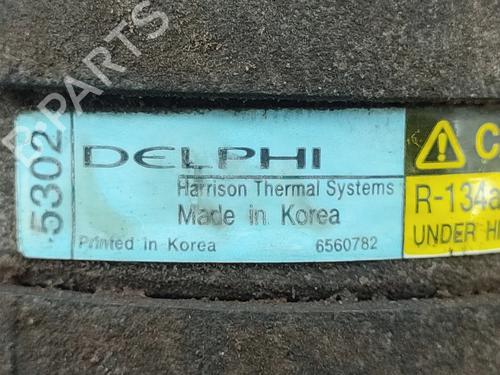 5302
DELPHI
Harrison Thermal Systems
Made in Korea
Printed in Korea 6560782
C
R-134a
UNDER HI
B-PARTS